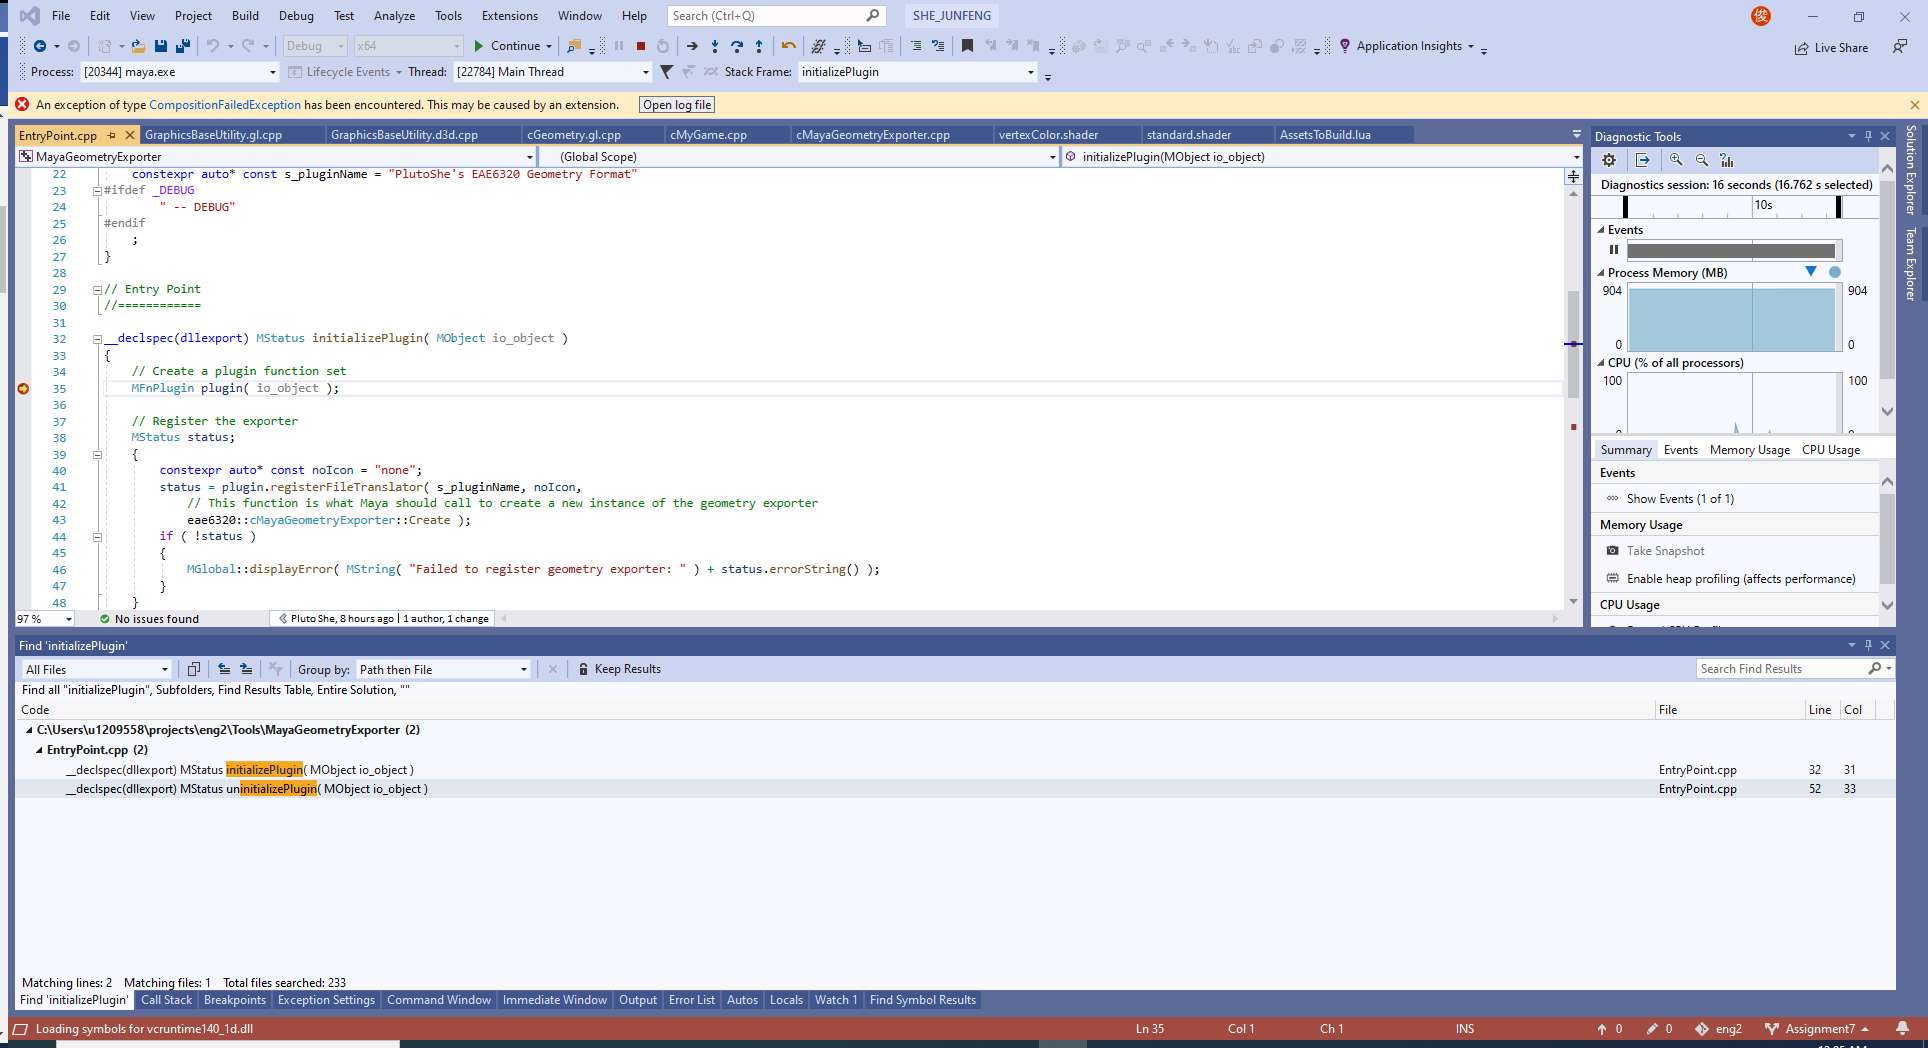 File Edit View Project Build Debug Test Analyze Tools Extensions Window Help Search (Ctrl+Q) SHE_JUNFENG 俊
Debug x64 Continue Application Insights Live Share
Process: [20344] maya.exe Lifecycle Events Thread: [22784] Main Thread Stack Frame: initializePlugin
An exception of type CompositionFailedException has been encountered. This may be caused by an extension. Open log file
EntryPoint.cpp GraphicsBaseUtility.gl.cpp GraphicsBaseUtility.d3d.cpp cGeometry.gl.cpp cMyGame.cpp cMayaGeometryExporter.cpp vertexColor.shader standard.shader AssetsToBuild.lua
MayaGeometryExporter (Global Scope) initializePlugin(MObject io_object)
22 constexpr auto* const s_pluginName = "PlutoShe's EAE6320 Geometry Format"
23 #ifdef _DEBUG
24 " -- DEBUG"
25 #endif
26 ;
27 }
28
29 // Entry Point
30 //============
31
32 __declspec(dllexport) MStatus initializePlugin( MObject io_object )
33 {
34 // Create a plugin function set
35 MFnPlugin plugin( io_object );
36
37 // Register the exporter
38 MStatus status;
39 {
40 constexpr auto* const noIcon = "none";
41 status = plugin.registerFileTranslator( s_pluginName, noIcon,
42 // This function is what Maya should call to create a new instance of the geometry exporter
43 eae6320::cMayaGeometryExporter::Create );
44 if ( !status )
45 {
46 MGlobal::displayError( MString( "Failed to register geometry exporter: " ) + status.errorString() );
47 }
48 }
97 % No issues found Pluto She, 8 hours ago | 1 author, 1 change
Diagnostic Tools
Diagnostics session: 16 seconds (16.762 s selected)
10s
Events
Process Memory (MB)
904 904
0 0
CPU (% of all processors)
100 100
Summary Events Memory Usage CPU Usage
Events
Show Events (1 of 1)
Memory Usage
Take Snapshot
Enable heap profiling (affects performance)
CPU Usage
Solution Explorer
Team Explorer
Find 'initializePlugin'
All Files Group by: Path then File Keep Results Search Find Results
Find all "initializePlugin", Subfolders, Find Results Table, Entire Solution, ""
Code File Line Col
C:\Users\u1209558\projects\eng2\Tools\MayaGeometryExporter (2)
EntryPoint.cpp (2)
__declspec(dllexport) MStatus initializePlugin( MObject io_object ) EntryPoint.cpp 32 31
__declspec(dllexport) MStatus uninitializePlugin( MObject io_object ) EntryPoint.cpp 52 33
Matching lines: 2 Matching files: 1 Total files searched: 233
Find 'initializePlugin' Call Stack Breakpoints Exception Settings Command Window Immediate Window Output Error List Autos Locals Watch 1 Find Symbol Results
Loading symbols for vcruntime140_1d.dll Ln 35 Col 1 Ch 1 INS 0 0 eng2 Assignment7